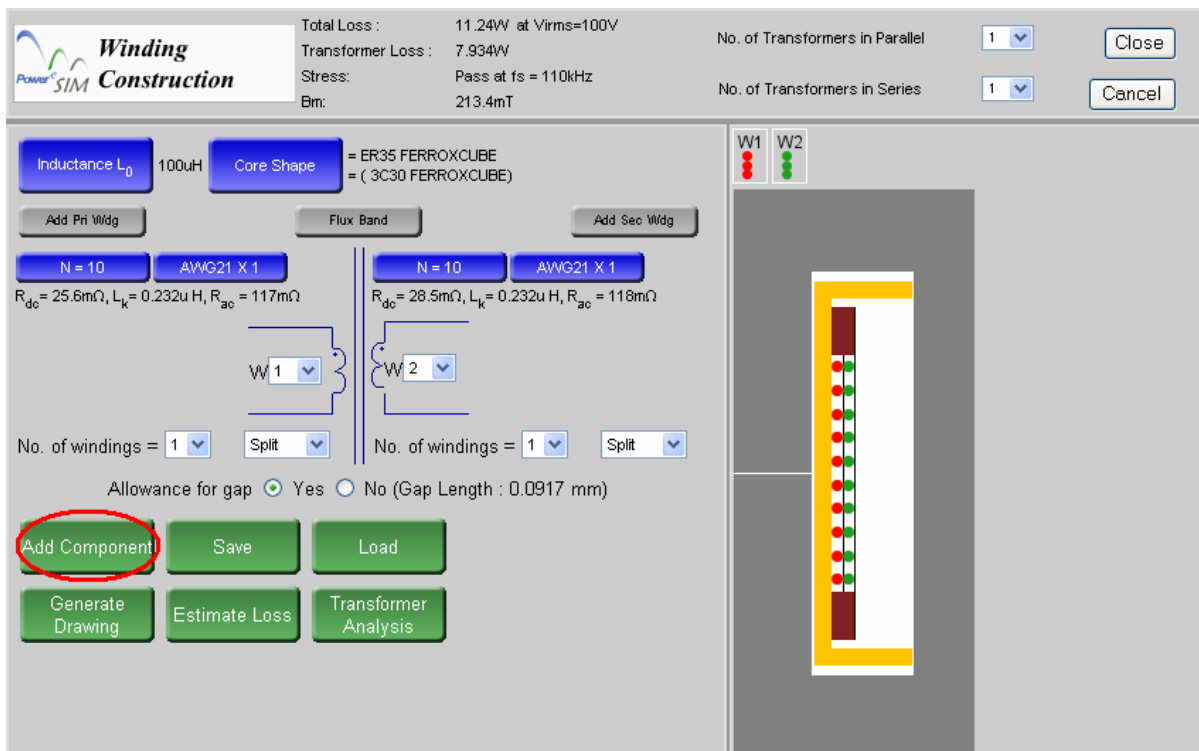 Winding
Construction
Power e SIM
Total Loss : 11.24W at Virms=100V
Transformer Loss : 7.934W
Stress: Pass at fs = 110kHz
Bm: 213.4mT
No. of Transformers in Parallel 1
No. of Transformers in Series 1
Close
Cancel
Inductance L0 100uH Core Shape = ER35 FERROXCUBE
= ( 3C30 FERROXCUBE)
Add Pri Wdg Flux Band Add Sec Wdg
N = 10 AWG21 X 1 N = 10 AWG21 X 1
Rdc= 25.6mΩ, Lk= 0.232u H, Rac = 117mΩ Rdc= 28.5mΩ, Lk= 0.232u H, Rac = 118mΩ
W 1 W 2
No. of windings = 1 Split No. of windings = 1 Split
Allowance for gap Yes No (Gap Length : 0.0917 mm)
Add Component Save Load
Generate Drawing Estimate Loss Transformer Analysis
W1 W2